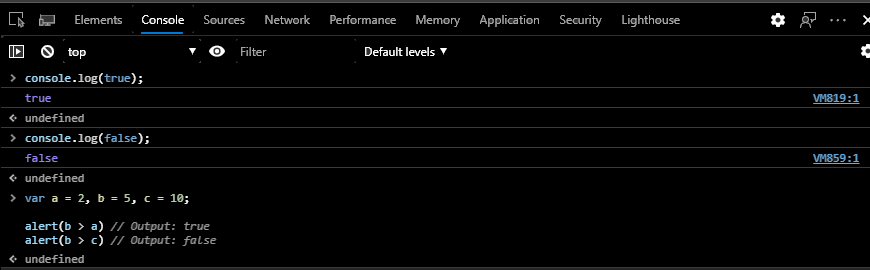 Elements Console Sources Network Performance Memory Application Security Lighthouse
top Filter Default levels
console.log(true);
true VM819:1
undefined
console.log(false);
false VM859:1
undefined
var a = 2, b = 5, c = 10;
alert(b > a) // Output: true
alert(b > c) // Output: false
undefined